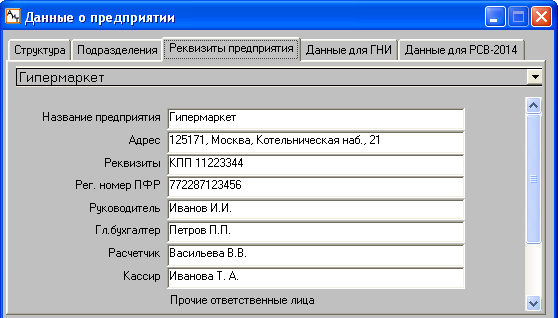 Данные о предприятии
Структура Подразделения Реквизиты предприятия Данные для ГНИ Данные для РСВ-2014
Гипермаркет
Название предприятия Гипермаркет
Адрес 125171, Москва, Котельническая наб., 21
Реквизиты КПП 11223344
Рег. номер ПФР 772287123456
Руководитель Иванов И.И.
Гл.бухгалтер Петров П.П.
Расчетчик Васильева В.В.
Кассир Иванова Т. А.
Прочие ответственные лица